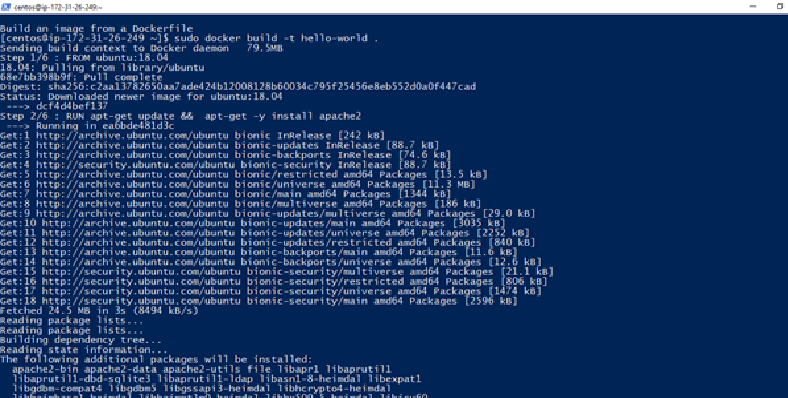 centos@ip-172-31-26-249:~
Build an image from a Dockerfile
[centos@ip-172-31-26-249 ~]$ sudo docker build -t hello-world .
Sending build context to Docker daemon   79.5MB
Step 1/6 : FROM ubuntu:18.04
18.04: Pulling from library/ubuntu
68e7bb398b9f: Pull complete
Digest: sha256:c2aa13782650aa7ade424b12008128b60034c795f25456e8eb552d0a0f447cad
Status: Downloaded newer image for ubuntu:18.04
 ---> dcf4d4bef137
Step 2/6 : RUN apt-get update &&  apt-get -y install apache2
 ---> Running in ea6bde481d3c
Get:1 http://archive.ubuntu.com/ubuntu bionic InRelease [242 kB]
Get:2 http://archive.ubuntu.com/ubuntu bionic-updates InRelease [88.7 kB]
Get:3 http://archive.ubuntu.com/ubuntu bionic-backports InRelease [74.6 kB]
Get:4 http://security.ubuntu.com/ubuntu bionic-security InRelease [88.7 kB]
Get:5 http://archive.ubuntu.com/ubuntu bionic/restricted amd64 Packages [13.5 kB]
Get:6 http://archive.ubuntu.com/ubuntu bionic/universe amd64 Packages [11.3 MB]
Get:7 http://archive.ubuntu.com/ubuntu bionic/main amd64 Packages [1344 kB]
Get:8 http://archive.ubuntu.com/ubuntu bionic/multiverse amd64 Packages [186 kB]
Get:9 http://archive.ubuntu.com/ubuntu bionic-updates/multiverse amd64 Packages [29.0 kB]
Get:10 http://archive.ubuntu.com/ubuntu bionic-updates/main amd64 Packages [3035 kB]
Get:11 http://archive.ubuntu.com/ubuntu bionic-updates/universe amd64 Packages [2252 kB]
Get:12 http://archive.ubuntu.com/ubuntu bionic-updates/restricted amd64 Packages [840 kB]
Get:13 http://archive.ubuntu.com/ubuntu bionic-backports/main amd64 Packages [11.6 kB]
Get:14 http://archive.ubuntu.com/ubuntu bionic-backports/universe amd64 Packages [12.6 kB]
Get:15 http://security.ubuntu.com/ubuntu bionic-security/multiverse amd64 Packages [21.1 kB]
Get:16 http://security.ubuntu.com/ubuntu bionic-security/restricted amd64 Packages [806 kB]
Get:17 http://security.ubuntu.com/ubuntu bionic-security/universe amd64 Packages [1474 kB]
Get:18 http://security.ubuntu.com/ubuntu bionic-security/main amd64 Packages [2596 kB]
Fetched 24.5 MB in 3s (8494 kB/s)
Reading package lists...
Reading package lists...
Building dependency tree...
Reading state information...
The following additional packages will be installed:
  apache2-bin apache2-data apache2-utils file libapr1 libaprutil1
  libaprutil1-dbd-sqlite3 libaprutil1-ldap libasn1-8-heimdal libexpat1
  libgdbm-compat4 libgdbm5 libgssapi3-heimdal libhcrypto4-heimdal